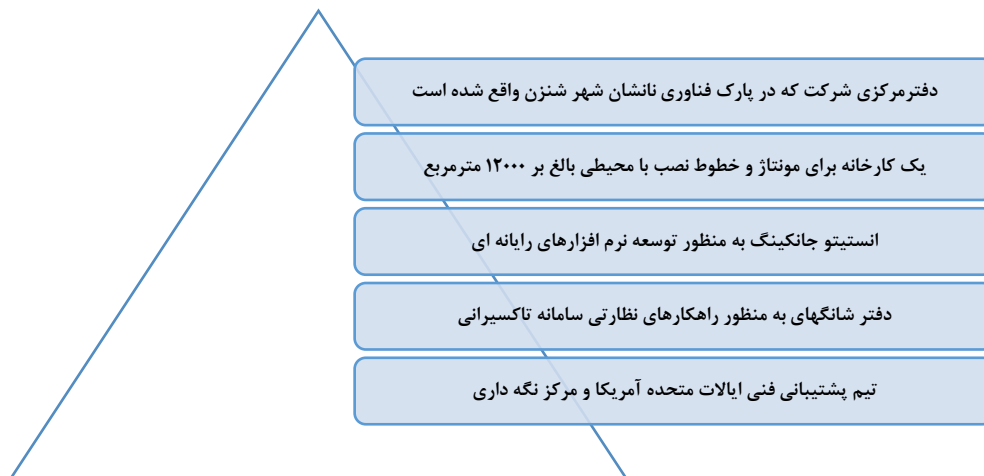 دفترمرکزی شرکت که در پارک فناوری نانشان شهر شنزن واقع شده است
یک کارخانه برای مونتاژ و خطوط نصب با محیطی بالغ بر ۱۲۰۰۰ مترمربع
انستیتو جانکینگ به منظور توسعه نرم افزارهای رایانه ای
دفتر شانگهای به منظور راهکارهای نظارتی سامانه تاکسیرانی
تیم پشتیبانی فنی ایالات متحده آمریکا و مرکز نگه داری